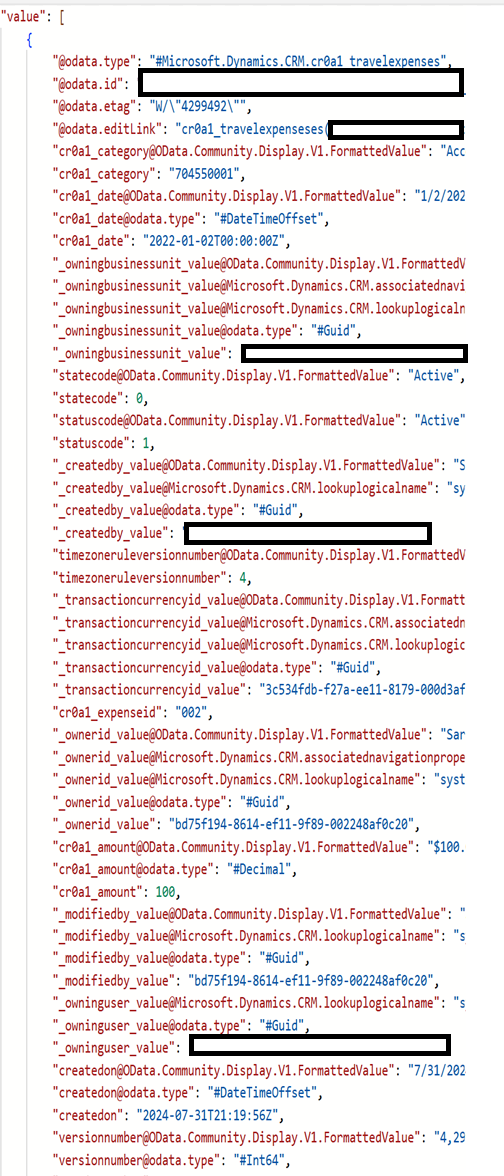 "value": [
{
"@odata.type": "#Microsoft.Dynamics.CRM.cr0a1_travelexpenses",
"@odata.id":
"@odata.etag": "W/\"4299492\"",
"@odata.editLink": "cr0a1_travelexpenseses(
"cr0a1_category@OData.Community.Display.V1.FormattedValue": "Acc
"cr0a1_category": "704550001",
"cr0a1_date@OData.Community.Display.V1.FormattedValue": "1/2/202
"cr0a1_date@odata.type": "#DateTimeOffset",
"cr0a1_date": "2022-01-02T00:00:00Z",
"_owningbusinessunit_value@OData.Community.Display.V1.FormattedV
"_owningbusinessunit_value@Microsoft.Dynamics.CRM.associatednavi
"_owningbusinessunit_value@Microsoft.Dynamics.CRM.lookuplogicaln
"_owningbusinessunit_value@odata.type": "#Guid",
"_owningbusinessunit_value":
"statecode@OData.Community.Display.V1.FormattedValue": "Active",
"statecode": 0,
"statuscode@OData.Community.Display.V1.FormattedValue": "Active"
"statuscode": 1,
"_createdby_value@OData.Community.Display.V1.FormattedValue": "S
"_createdby_value@Microsoft.Dynamics.CRM.lookuplogicalname": "sy
"_createdby_value@odata.type": "#Guid",
"_createdby_value":
"timezoneruleversionnumber@OData.Community.Display.V1.FormattedV
"timezoneruleversionnumber": 4,
"_transactioncurrencyid_value@OData.Community.Display.V1.Formatt
"_transactioncurrencyid_value@Microsoft.Dynamics.CRM.associatedn
"_transactioncurrencyid_value@Microsoft.Dynamics.CRM.lookuplogic
"_transactioncurrencyid_value@odata.type": "#Guid",
"_transactioncurrencyid_value": "3c534fdb-f27a-ee11-8179-000d3af
"cr0a1_expenseid": "002",
"_ownerid_value@OData.Community.Display.V1.FormattedValue": "Sar
"_ownerid_value@Microsoft.Dynamics.CRM.associatednavigationprope
"_ownerid_value@Microsoft.Dynamics.CRM.lookuplogicalname": "syst
"_ownerid_value@odata.type": "#Guid",
"_ownerid_value": "bd75f194-8614-ef11-9f89-002248af0c20",
"cr0a1_amount@OData.Community.Display.V1.FormattedValue": "$100.
"cr0a1_amount@odata.type": "#Decimal",
"cr0a1_amount": 100,
"_modifiedby_value@OData.Community.Display.V1.FormattedValue": "
"_modifiedby_value@Microsoft.Dynamics.CRM.lookuplogicalname": "s
"_modifiedby_value@odata.type": "#Guid",
"_modifiedby_value": "bd75f194-8614-ef11-9f89-002248af0c20",
"_owninguser_value@Microsoft.Dynamics.CRM.lookuplogicalname": "s
"_owninguser_value@odata.type": "#Guid",
"_owninguser_value":
"createdon@OData.Community.Display.V1.FormattedValue": "7/31/202
"createdon@odata.type": "#DateTimeOffset",
"createdon": "2024-07-31T21:19:56Z",
"versionnumber@OData.Community.Display.V1.FormattedValue": "4,29
"versionnumber@odata.type": "#Int64",